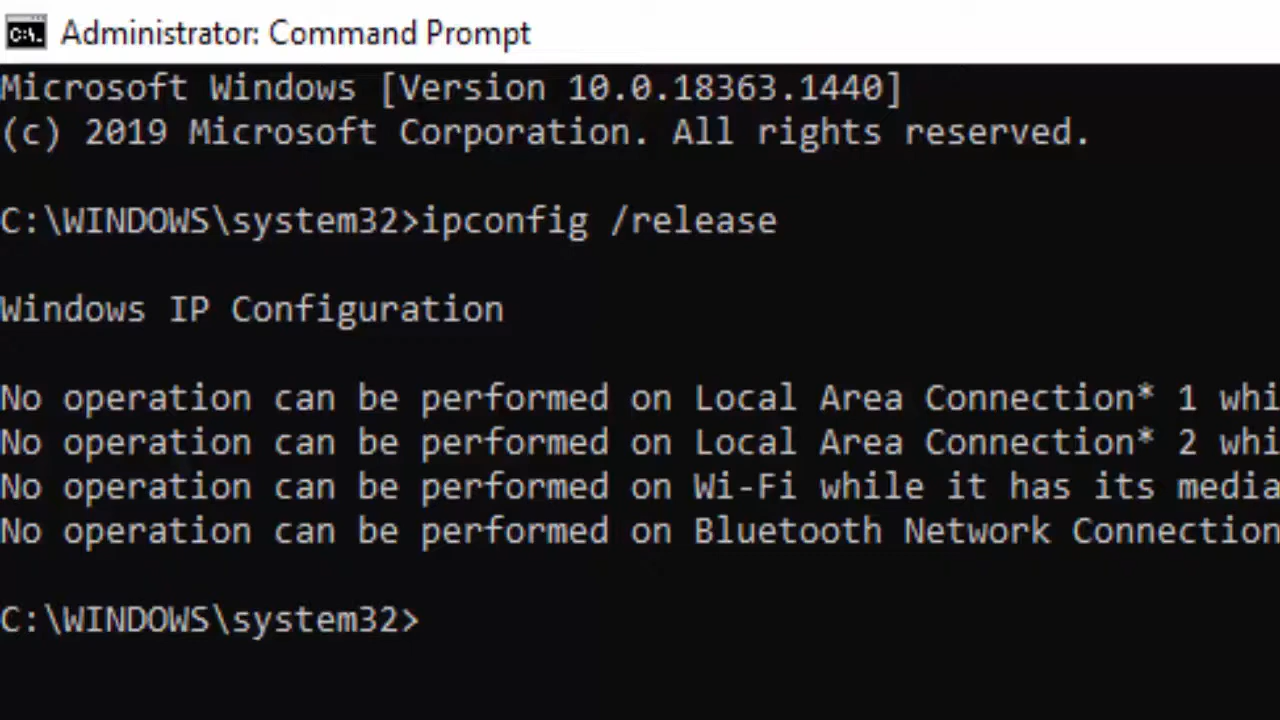 Administrator: Command Prompt
Microsoft Windows [Version 10.0.18363.1440]
(c) 2019 Microsoft Corporation. All rights reserved.
C:\WINDOWS\system32>ipconfig /release
Windows IP Configuration
No operation can be performed on Local Area Connection* 1 whi
No operation can be performed on Local Area Connection* 2 whi
No operation can be performed on Wi-Fi while it has its media
No operation can be performed on Bluetooth Network Connection
C:\WINDOWS\system32>